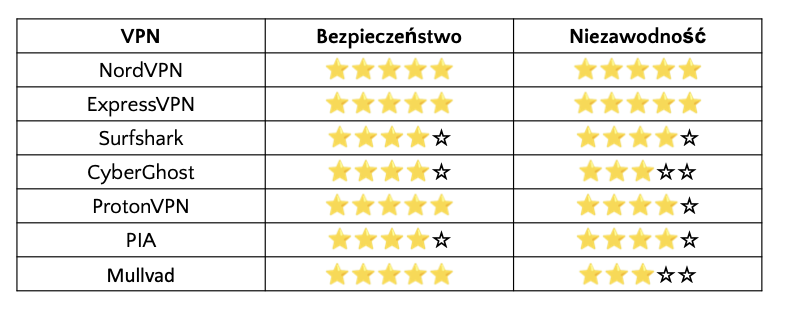 VPN Bezpieczeństwo Niezawodność
NordVPN ⭐⭐⭐⭐⭐ ⭐⭐⭐⭐⭐
ExpressVPN ⭐⭐⭐⭐⭐ ⭐⭐⭐⭐⭐
Surfshark ⭐⭐⭐⭐☆ ⭐⭐⭐⭐☆
CyberGhost ⭐⭐⭐⭐☆ ⭐⭐⭐☆☆
ProtonVPN ⭐⭐⭐⭐⭐ ⭐⭐⭐⭐☆
PIA ⭐⭐⭐⭐☆ ⭐⭐⭐⭐☆
Mullvad ⭐⭐⭐⭐⭐ ⭐⭐⭐☆☆